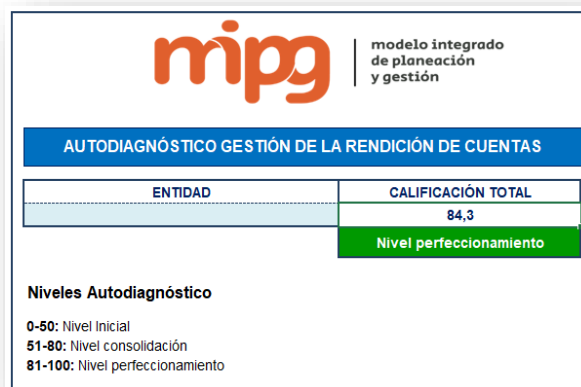 mipg
modelo integrado
de planeación
y gestión
AUTODIAGNÓSTICO GESTIÓN DE LA RENDICIÓN DE CUENTAS
ENTIDAD CALIFICACIÓN TOTAL
84,3
Nivel perfeccionamiento
Niveles Autodiagnóstico
0-50: Nivel Inicial
51-80: Nivel consolidación
81-100: Nivel perfeccionamiento